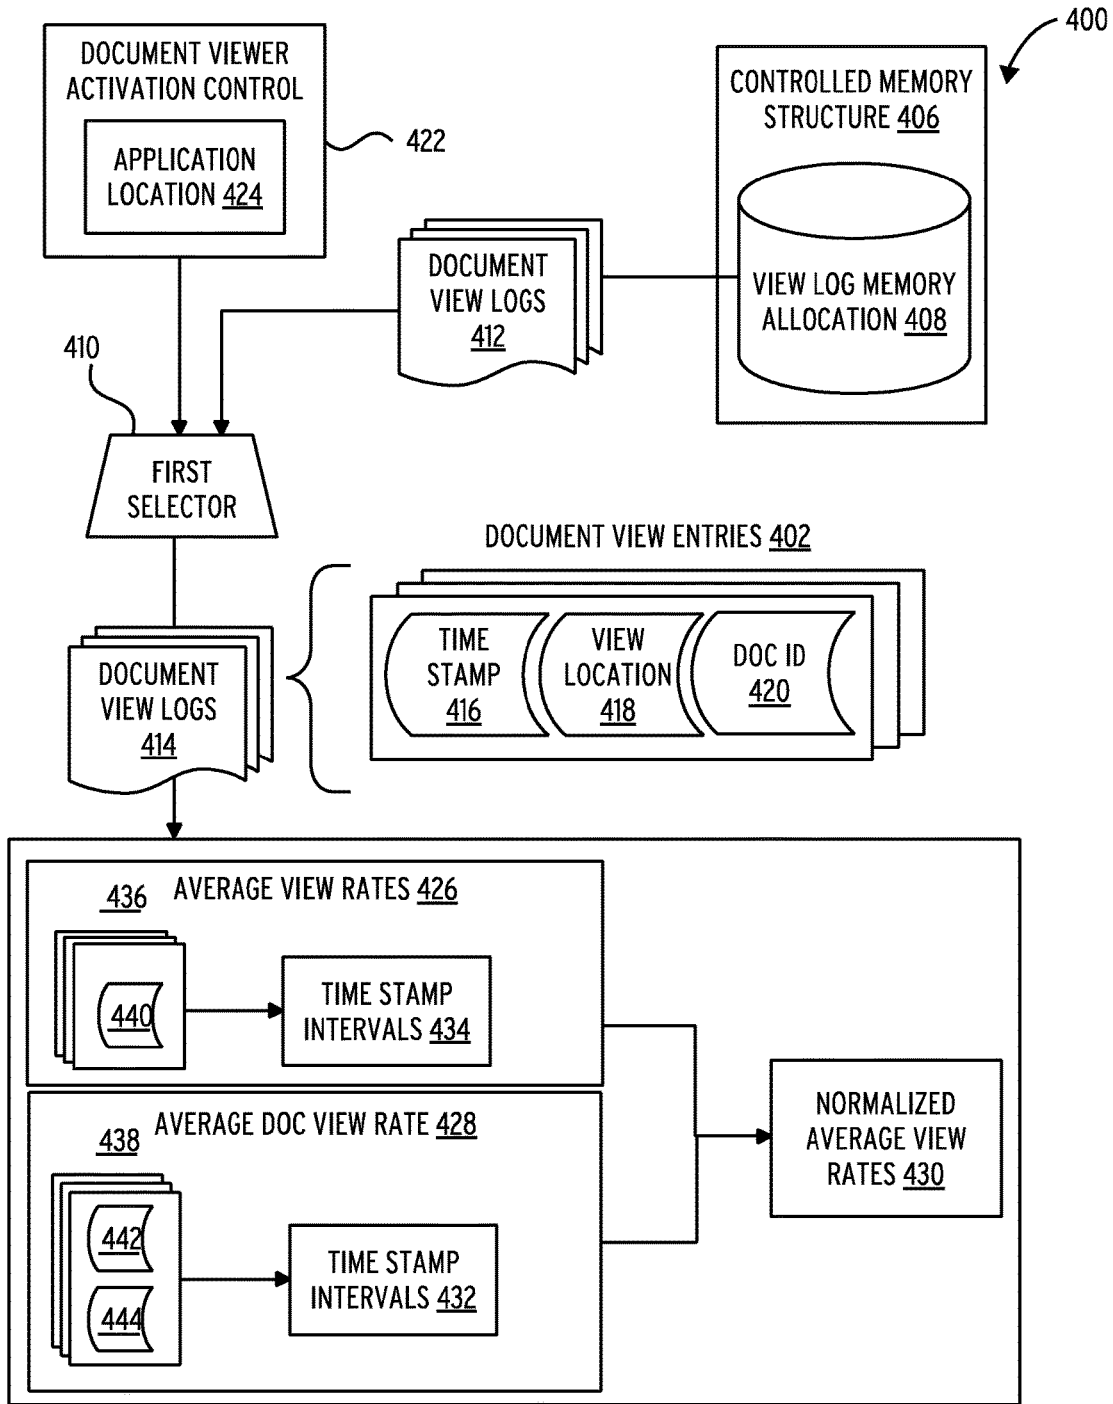 400
DOCUMENT VIEWER
ACTIVATION CONTROL
APPLICATION
LOCATION 424
422
CONTROLLED MEMORY
STRUCTURE 406
VIEW LOG MEMORY
ALLOCATION 408
DOCUMENT
VIEW LOGS
412
410
FIRST
SELECTOR
DOCUMENT VIEW ENTRIES 402
TIME
STAMP
416
VIEW
LOCATION
418
DOC ID
420
DOCUMENT
VIEW LOGS
414
436
AVERAGE VIEW RATES 426
440
TIME STAMP
INTERVALS 434
AVERAGE DOC VIEW RATE 428
438
442
444
TIME STAMP
INTERVALS 432
NORMALIZED
AVERAGE VIEW
RATES 430